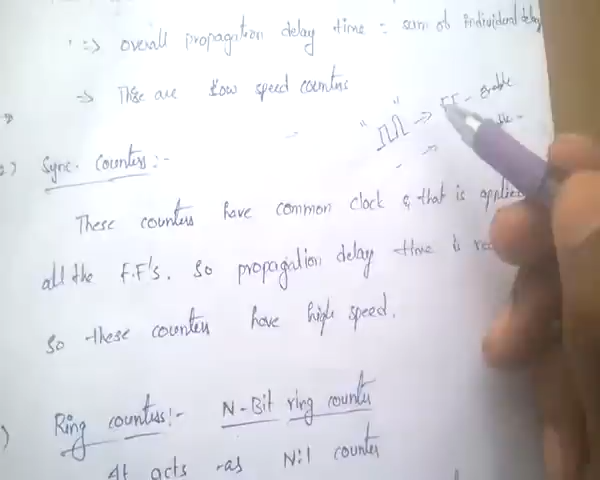 => overall propagation delay time = sum of individual delay
-> These are slow speed counters
FF - enable
2.) Sync. Counters:-
These counters have common clock & that is applied
all the F.F's. So propagation delay time is
So these counters have high speed.
Ring counters:- N-Bit ring counter
It acts as N:1 counter